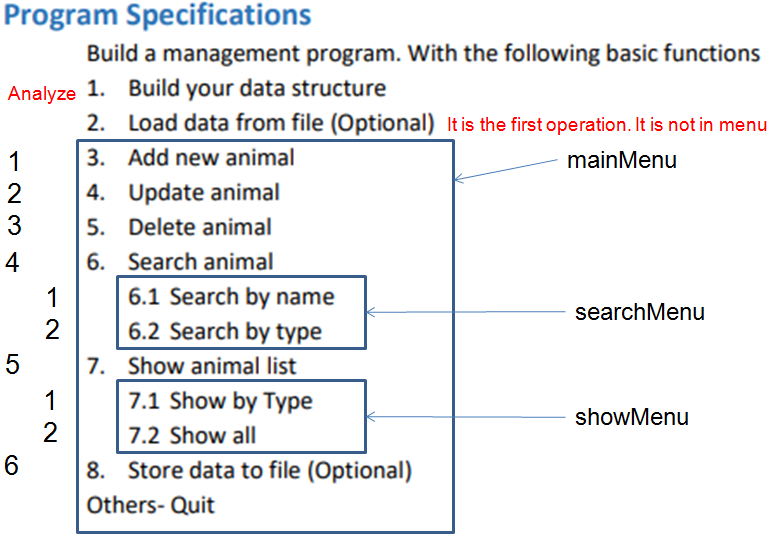 Program Specifications
Build a management program. With the following basic functions
Analyze 1. Build your data structure
2. Load data from file (Optional) It is the first operation. It is not in menu
1 3. Add new animal mainMenu
2 4. Update animal
3 5. Delete animal
4 6. Search animal
1 6.1 Search by name searchMenu
2 6.2 Search by type
5 7. Show animal list
1 7.1 Show by Type showMenu
2 7.2 Show all
6 8. Store data to file (Optional)
Others- Quit